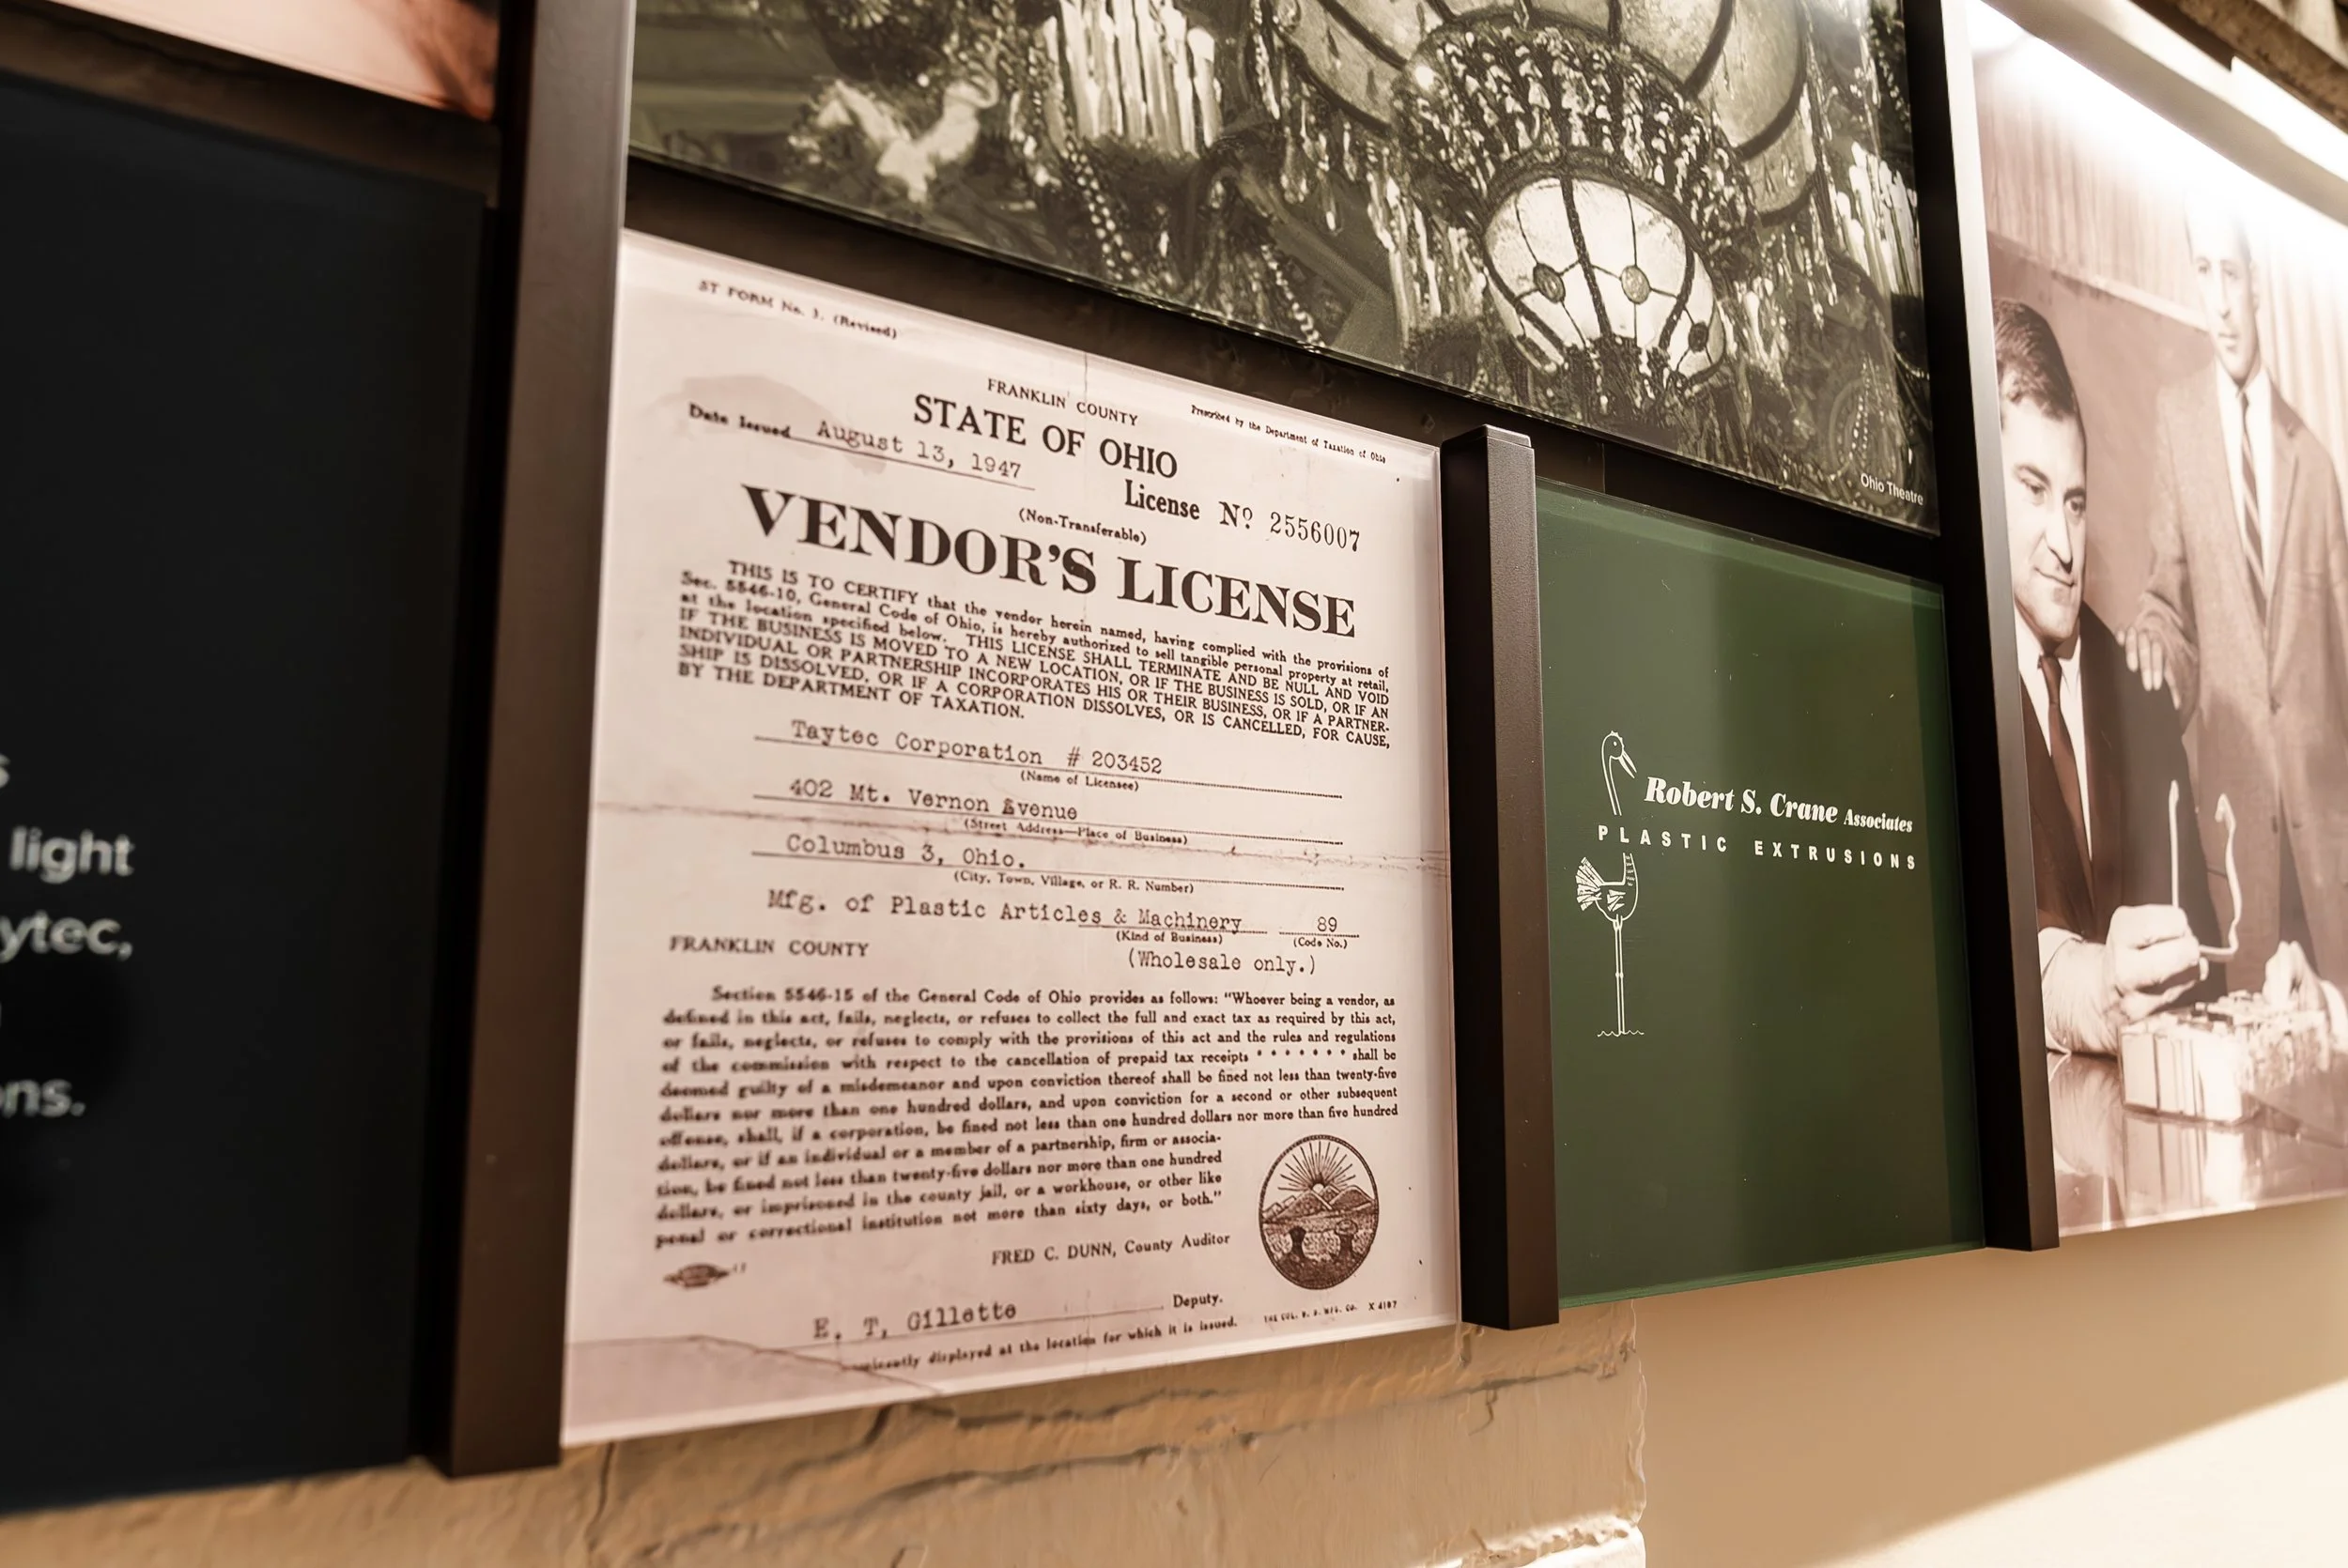 light
ytec,
ns.
ST FORM No. 3. (Revised)
FRANKLIN COUNTY
Prescribed by the Department of Taxation of Ohio
STATE OF OHIO
Date Issued August 13, 1947
License Nº 2556007
(Non-Transferable)
VENDOR'S LICENSE
THIS IS TO CERTIFY that the vendor herein named, having complied with the provisions of
Sec. 5546-10, General Code of Ohio, is hereby authorized to sell tangible personal property at retail,
at the location specified below. THIS LICENSE SHALL TERMINATE AND BE NULL AND VOID
IF THE BUSINESS IS MOVED TO A NEW LOCATION, OR IF THE BUSINESS IS SOLD, OR IF AN
INDIVIDUAL OR PARTNERSHIP INCORPORATES HIS OR THEIR BUSINESS, OR IF A PARTNER-
SHIP IS DISSOLVED, OR IF A CORPORATION DISSOLVES, OR IS CANCELLED, FOR CAUSE,
BY THE DEPARTMENT OF TAXATION.
Taytec Corporation # 203452
(Name of Licensee)
402 Mt. Vernon Avenue
(Street Address—Place of Business)
Columbus 3, Ohio.
(City, Town, Village, or R. R. Number)
Mfg. of Plastic Articles & Machinery 89
(Kind of Business) (Code No.)
FRANKLIN COUNTY
(Wholesale only.)
Section 5546-15 of the General Code of Ohio provides as follows: "Whoever being a vendor, as
defined in this act, fails, neglects, or refuses to collect the full and exact tax as required by this act,
or fails, neglects, or refuses to comply with the provisions of this act and the rules and regulations
of the commission with respect to the cancellation of prepaid tax receipts * * * * * * * shall be
deemed guilty of a misdemeanor and upon conviction thereof shall be fined not less than twenty-five
dollars nor more than one hundred dollars, and upon conviction for a second or other subsequent
offense, shall, if a corporation, be fined not less than one hundred dollars nor more than five hundred
dollars, or if an individual or a member of a partnership, firm or associa-
tion, be fined not less than twenty-five dollars nor more than one hundred
dollars, or imprisoned in the county jail, or a workhouse, or other like
penal or correctional institution not more than sixty days, or both."
FRED C. DUNN, County Auditor
E. T. Gillette Deputy.
displayed at the location for which it is issued.
X 4187
Ohio Theatre
Robert S. Crane Associates
PLASTIC EXTRUSIONS